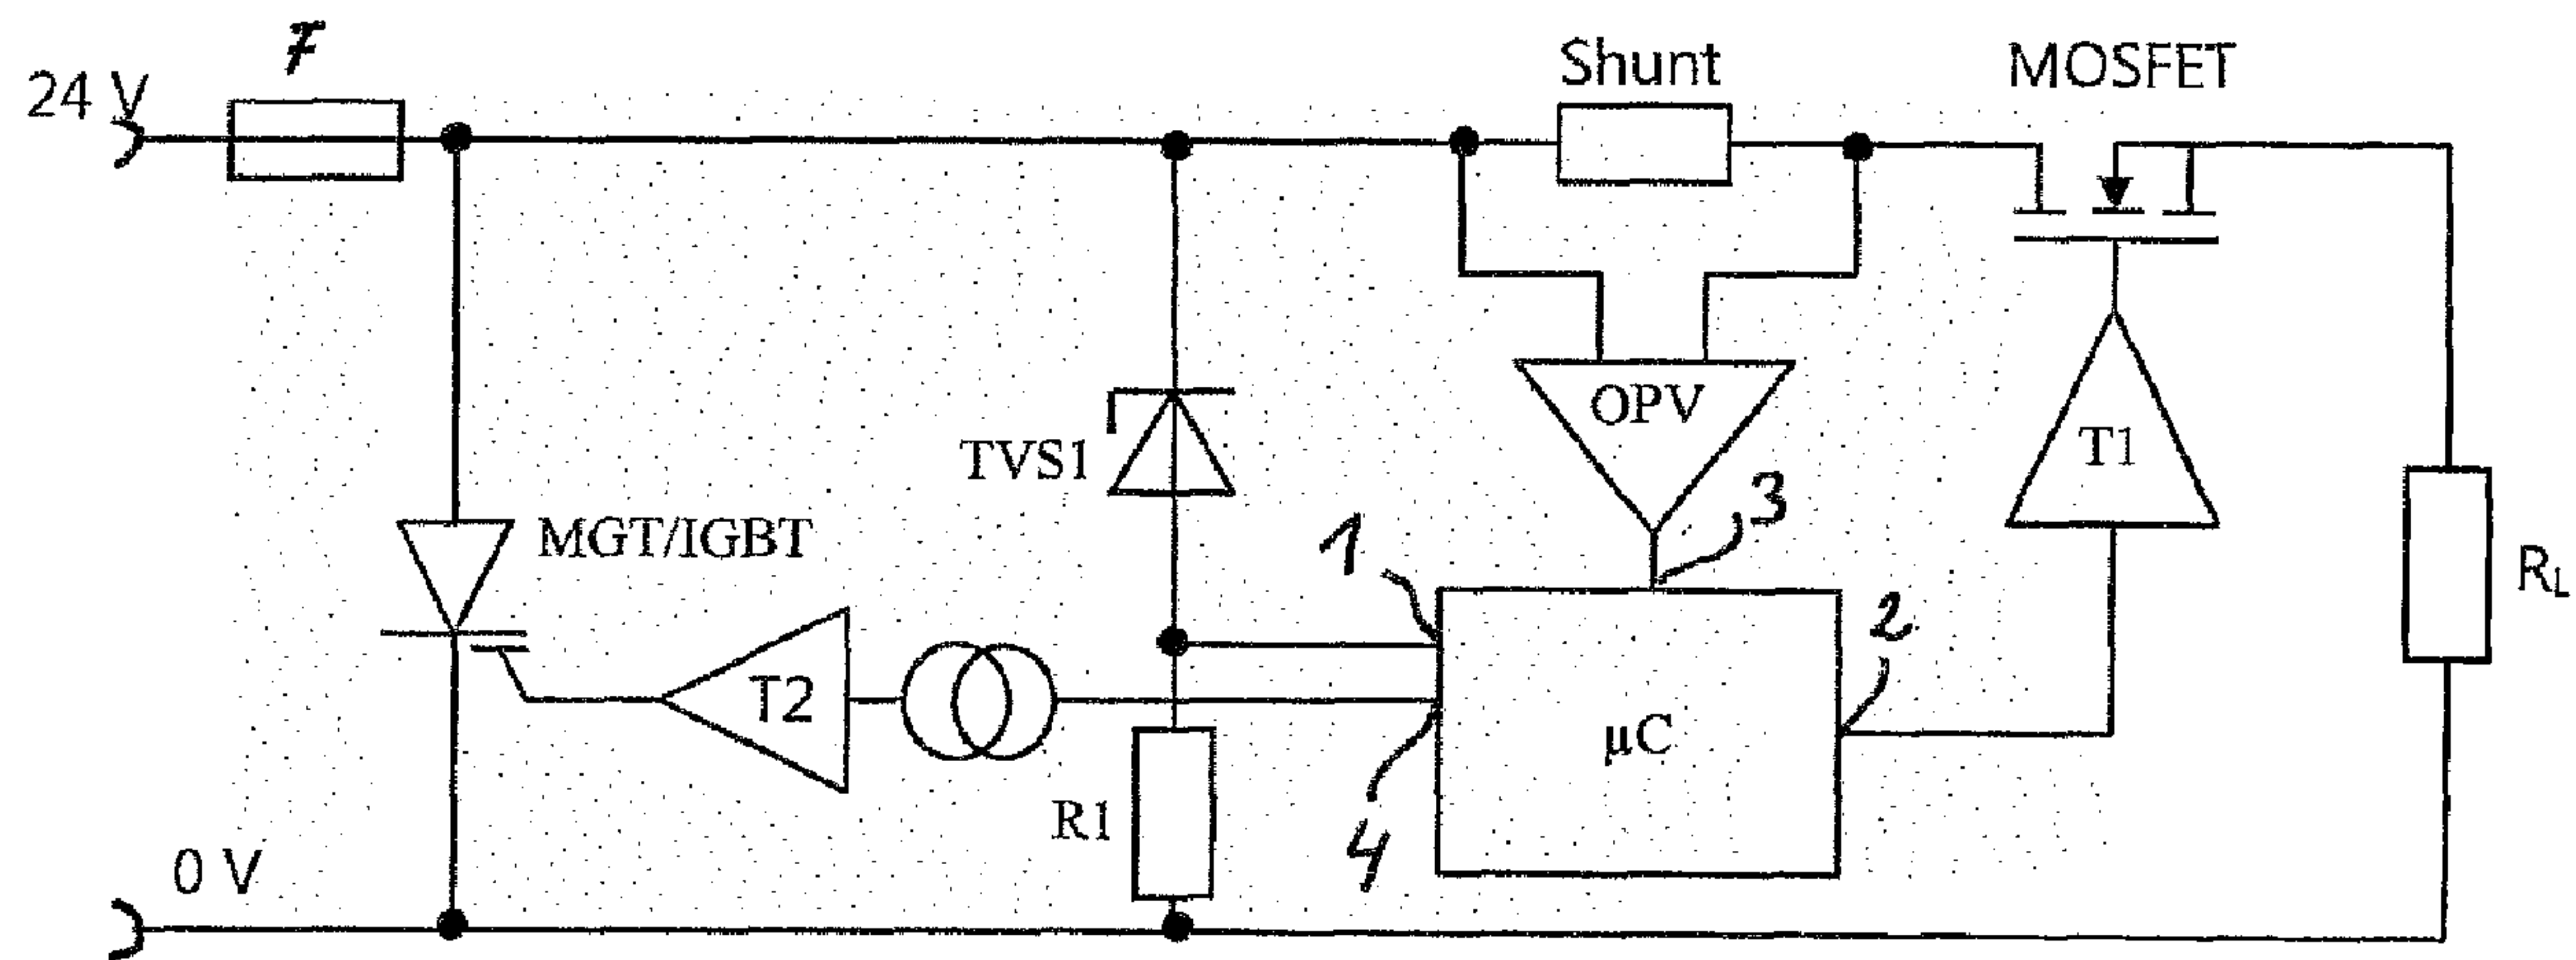 F
24 V
Shunt
MOSFET
OPV
T1
TVS1
3
MGT/IGBT
1
R_L
2
T2
µC
R1
4
0 V